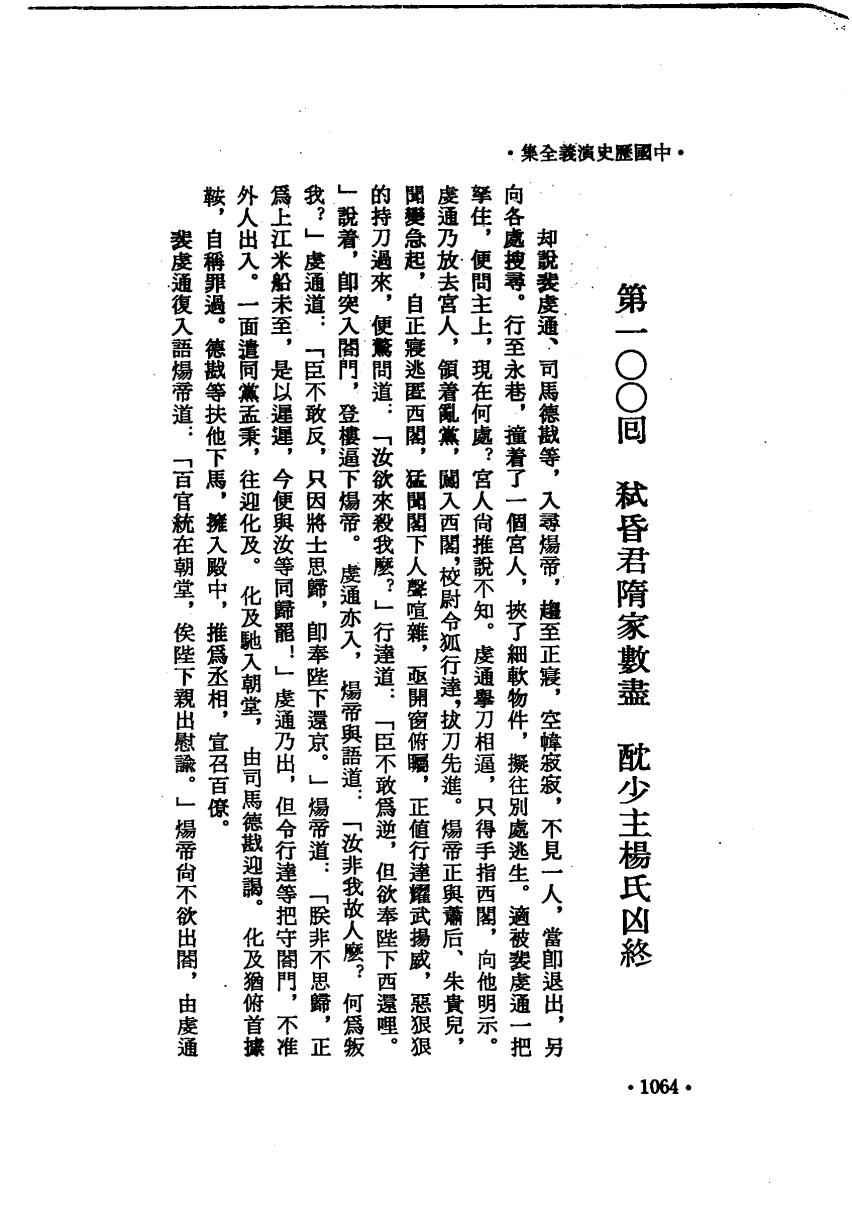 ·中國歷史演義全集·
·1064·
第一〇〇回　弒昏君隋家數盡　酖少主楊氏凶終
却說裴虔通、司馬德戡等，入尋煬帝，趨至正寢，空幃寂寂，不見一人，當卽退出，另
向各處搜尋。行至永巷，撞着了一個宮人，挾了細軟物件，擬往別處逃生。適被裴虔通一把
拏住，便問主上，現在何處？宮人尙推說不知。虔通擧刀相逼，只得手指西閣，向他明示。
虔通乃放去宮人，領着亂黨，闖入西閣，校尉令狐行達，拔刀先進。煬帝正與蕭后、朱貴兒，
聞變急起，自正寢逃匿西閣，猛聞閣下人聲喧雜，亟開窗俯矚，正値行達耀武揚威，惡狠狠
的持刀過來，便驚問道：「汝欲來殺我麼？」行達道：「臣不敢爲逆，但欲奉陛下西還哩。
」說着，卽突入閣門，登樓逼下煬帝。虔通亦入，煬帝與語道：「汝非我故人麼？何爲叛
我？」虔通道：「臣不敢反，只因將士思歸，卽奉陛下還京。」煬帝道：「朕非不思歸，正
爲上江米船未至，是以遲遲，今便與汝等同歸罷！」虔通乃出，但令行達等把守閣門，不准
外人出入。一面遣同黨孟秉，往迎化及。化及馳入朝堂，由司馬德戡迎謁。化及猶俯首據
鞍，自稱罪過。德戡等扶他下馬，擁入殿中，推爲丞相，宣召百僚。
裴虔通復入語煬帝道：「百官統在朝堂，俟陛下親出慰諭。」煬帝尙不欲出閣，由虔通